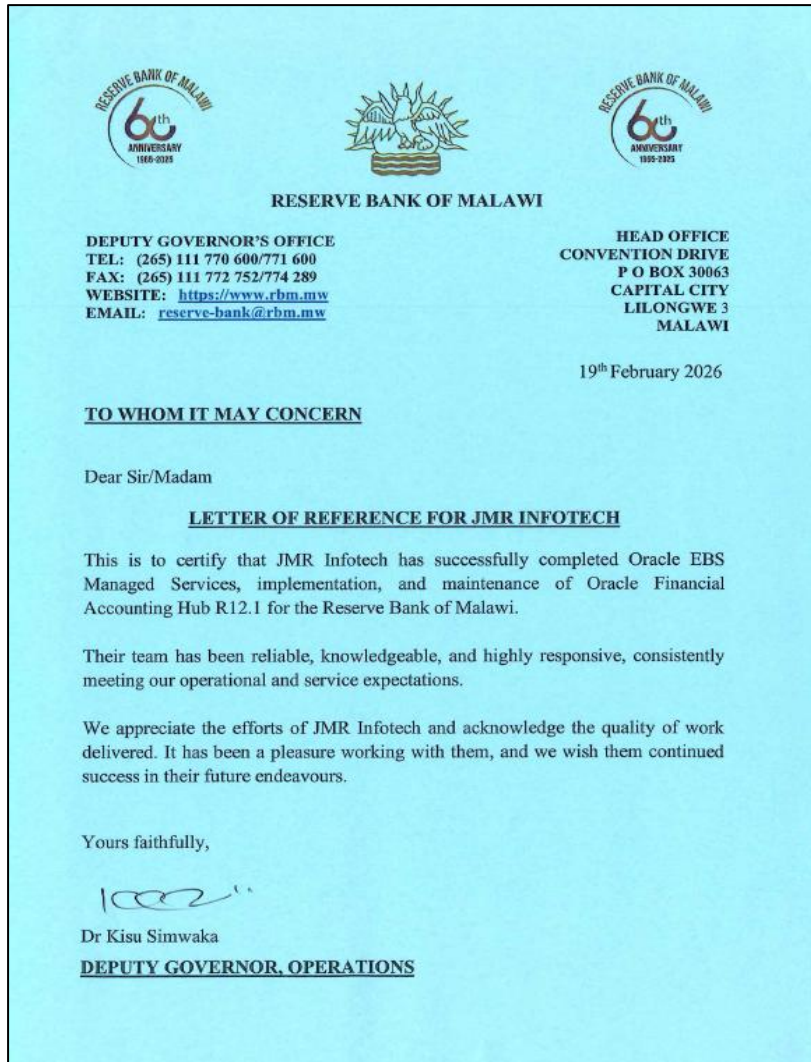 RESERVE BANK OF MALAWI
60th
ANNIVERSARY
1965-2025
RESERVE BANK OF MALAWI
60th
ANNIVERSARY
1965-2025
RESERVE BANK OF MALAWI
DEPUTY GOVERNOR'S OFFICE
TEL: (265) 111 770 600/771 600
FAX: (265) 111 772 752/774 289
WEBSITE: https://www.rbm.mw
EMAIL: reserve-bank@rbm.mw
HEAD OFFICE
CONVENTION DRIVE
P O BOX 30063
CAPITAL CITY
LILONGWE 3
MALAWI
19th February 2026
TO WHOM IT MAY CONCERN
Dear Sir/Madam
LETTER OF REFERENCE FOR JMR INFOTECH
This is to certify that JMR Infotech has successfully completed Oracle EBS
Managed Services, implementation, and maintenance of Oracle Financial
Accounting Hub R12.1 for the Reserve Bank of Malawi.
Their team has been reliable, knowledgeable, and highly responsive, consistently
meeting our operational and service expectations.
We appreciate the efforts of JMR Infotech and acknowledge the quality of work
delivered. It has been a pleasure working with them, and we wish them continued
success in their future endeavours.
Yours faithfully,
Dr Kisu Simwaka
DEPUTY GOVERNOR, OPERATIONS